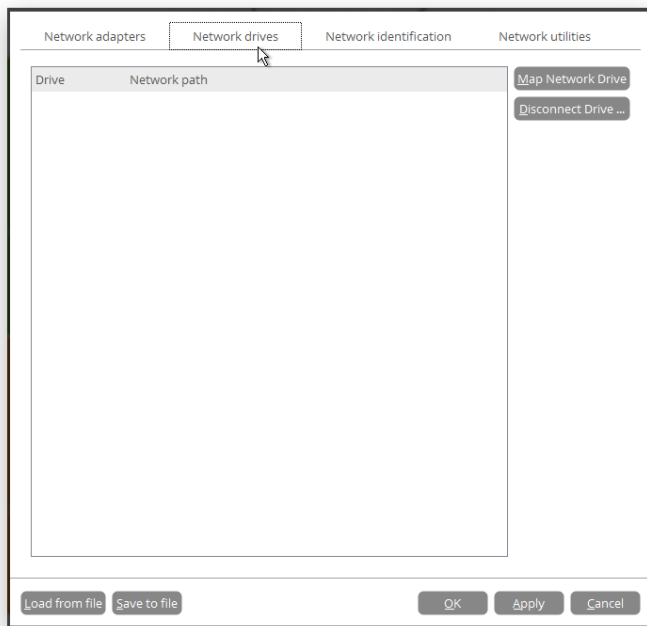 Network adapters Network drives Network identification Network utilities
Drive Network path
Map Network Drive
Disconnect Drive ...
Load from file Save to file OK Apply Cancel